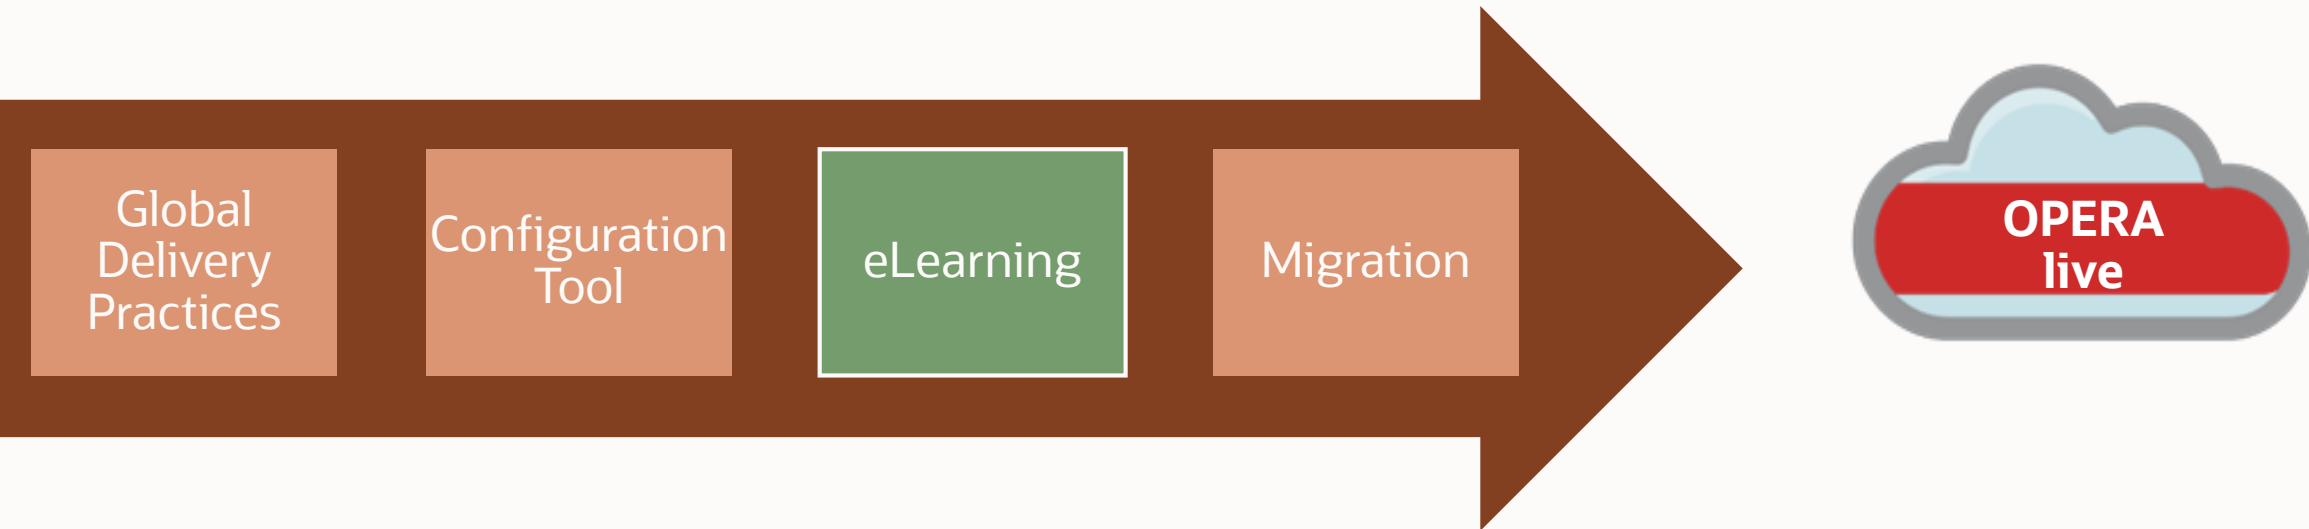 Global
Delivery
Practices
Configuration
Tool
eLearning
Migration
OPERA
live